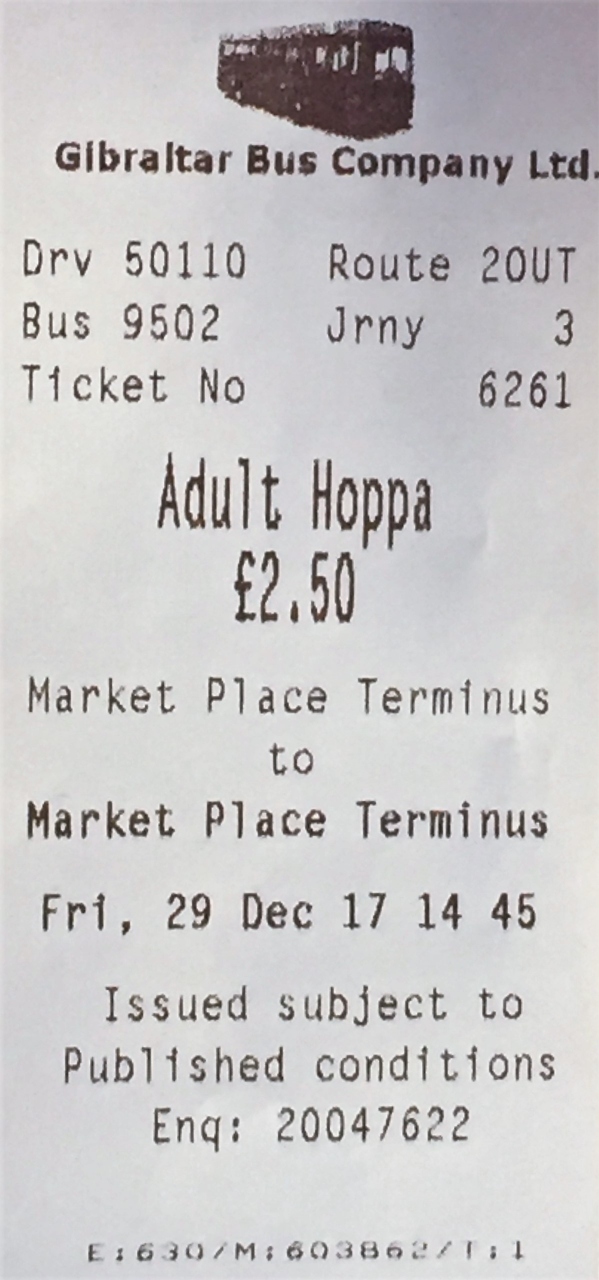 Gibraltar Bus Company Ltd.
Drv 50110 Route 2OUT
Bus 9502 Jrny 3
Ticket No 6261
Adult Hoppa
£2.50
Market Place Terminus
to
Market Place Terminus
Fri, 29 Dec 17 14 45
Issued subject to
Published conditions
Enq: 20047622
E:630/M:603862/T:1